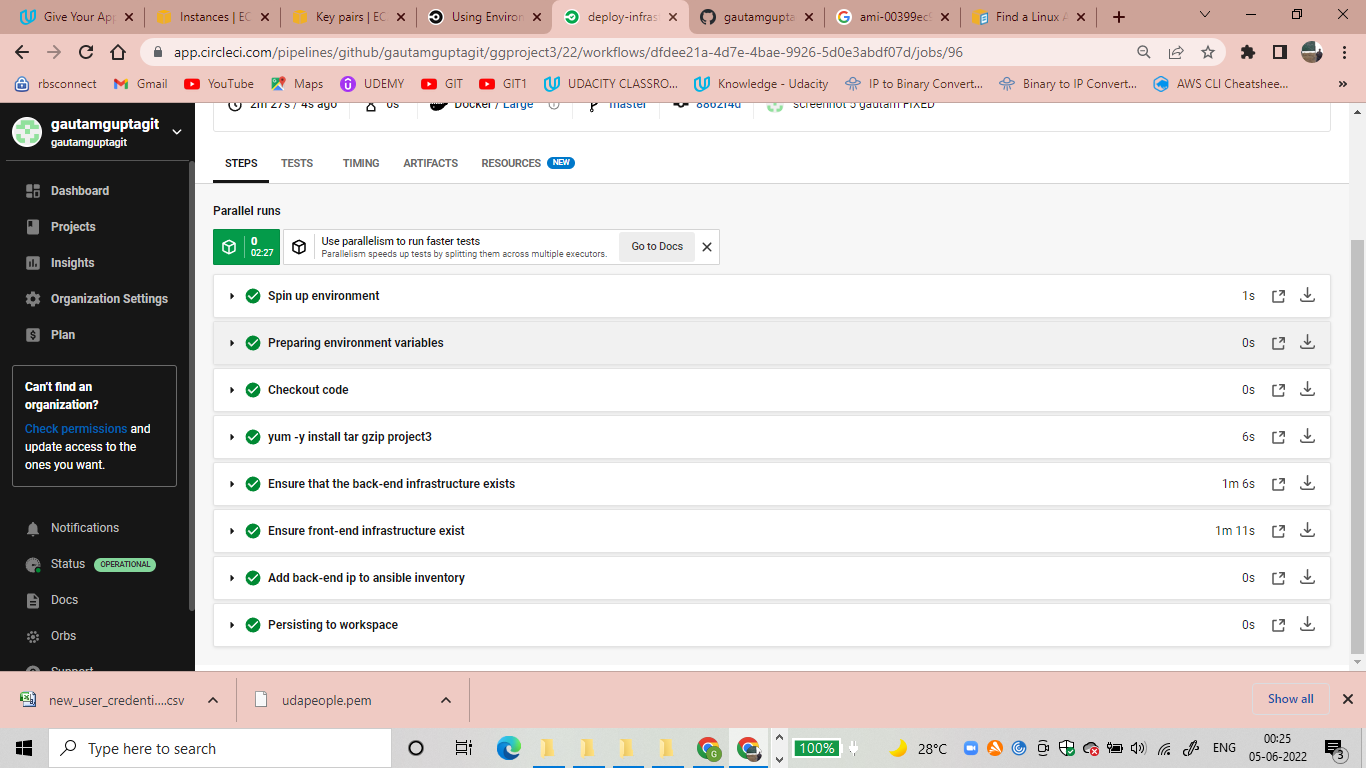 Give Your App
Instances | EC
Key pairs | EC
Using Environ
deploy-infras
gautamgupta
ami-00399ec9
Find a Linux A
app.circleci.com/pipelines/github/gautamguptagit/ggproject3/22/workflows/dfdee21a-4d7e-4bae-9926-5d0e3abdf07d/jobs/96
rbsconnect
Gmail
YouTube
Maps
UDEMY
GIT
GIT1
UDACITY CLASSRO...
Knowledge - Udacity
IP to Binary Convert...
Binary to IP Convert...
AWS CLI Cheatshee...
»
gautamguptagit
gautamguptagit
Dashboard
Projects
Insights
Organization Settings
Plan
Can't find an
organization?
Check permissions and
update access to the
ones you want.
Notifications
Status OPERATIONAL
Docs
Orbs
Support
2m 27s / 4s ago
0s
Docker / Large
master
8862f4d
screenhot 5 gautam FIXED
STEPS
TESTS
TIMING
ARTIFACTS
RESOURCES NEW
Parallel runs
0
02:27
Use parallelism to run faster tests
Parallelism speeds up tests by splitting them across multiple executors.
Go to Docs
Spin up environment 1s
Preparing environment variables 0s
Checkout code 0s
yum -y install tar gzip project3 6s
Ensure that the back-end infrastructure exists 1m 6s
Ensure front-end infrastructure exist 1m 11s
Add back-end ip to ansible inventory 0s
Persisting to workspace 0s
new_user_credenti....csv
udapeople.pem
Show all
Type here to search
100%
28°C
ENG
00:25
05-06-2022
3